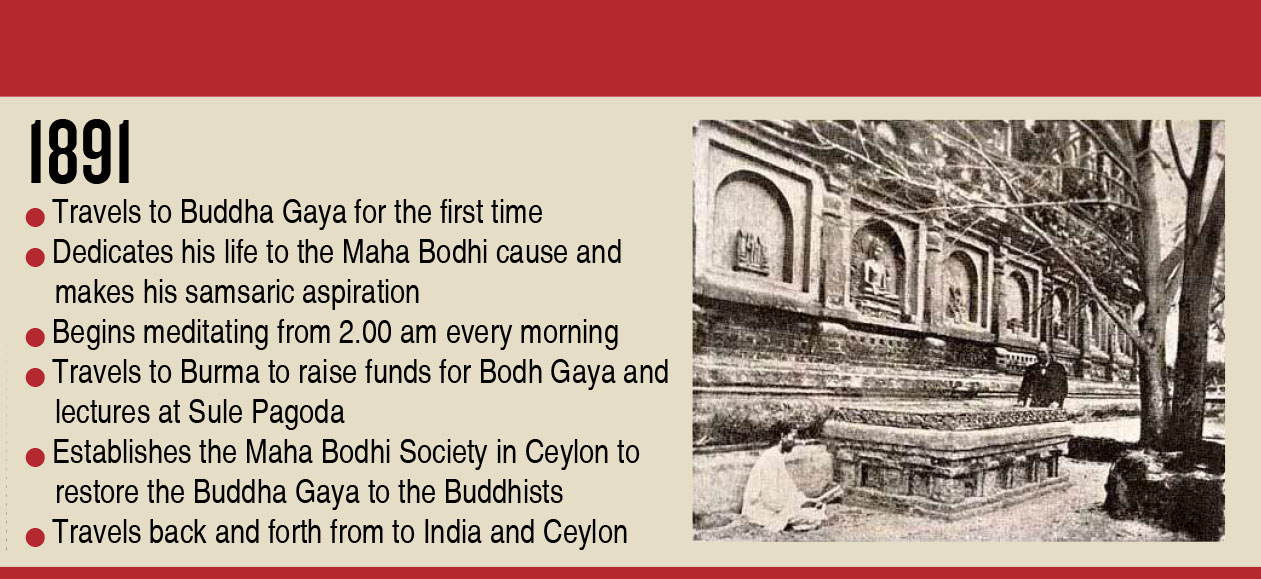 1891
Travels to Buddha Gaya for the first time
Dedicates his life to the Maha Bodhi cause and
makes his samsaric aspiration
Begins meditating from 2.00 am every morning
Travels to Burma to raise funds for Bodh Gaya and
lectures at Sule Pagoda
Establishes the Maha Bodhi Society in Ceylon to
restore the Buddha Gaya to the Buddhists
Travels back and forth from to India and Ceylon